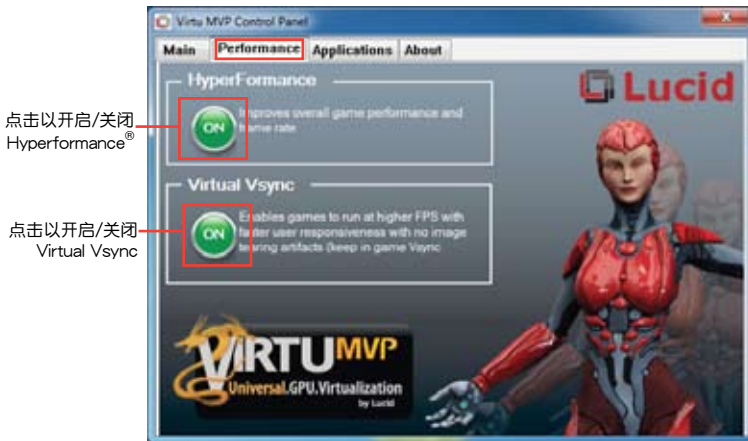 Virtu MVP Control Panel
Main Performance Applications About
HyperFormance
ON
Improves overall game performance and
frame rate
Lucid
点击以开启/关闭
Hyperformance®
Virtual Vsync
ON
Enables games to run at higher FPS with
faster user responsiveness with no image
tearing artifacts (keep in game Vsync
点击以开启/关闭
Virtual Vsync
VIRTU MVP
Universal.GPU.Virtualization
by Lucid